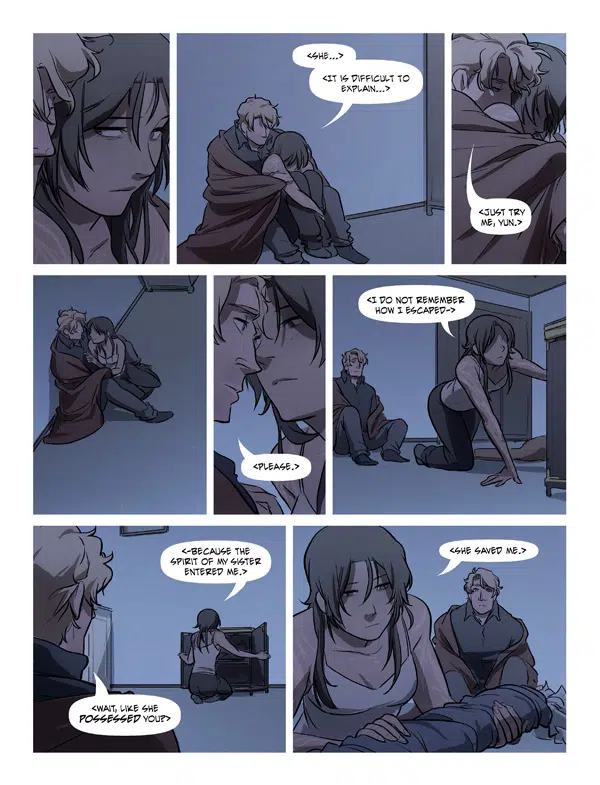 <SHE...>
<IT IS DIFFICULT TO
EXPLAIN...>
<JUST TRY
ME, YUN.>
<PLEASE.>
<I DO NOT REMEMBER
HOW I ESCAPED->
<-BECAUSE THE
SPIRIT OF MY SISTER
ENTERED ME.>
<WAIT, LIKE SHE
POSSESSED YOU?>
<SHE SAVED ME.>